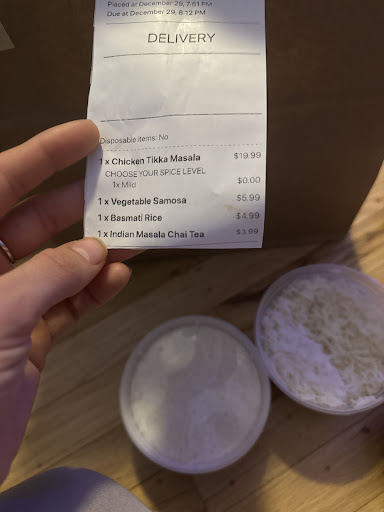 Placed at December 29, 7:51 PM
Due at December 29, 8:12 PM
DELIVERY
Disposable items: No
1 x Chicken Tikka Masala $19.99
CHOOSE YOUR SPICE LEVEL
1x Mild $0.00
1 x Vegetable Samosa $5.99
1 x Basmati Rice $4.99
1 x Indian Masala Chai Tea $3.99